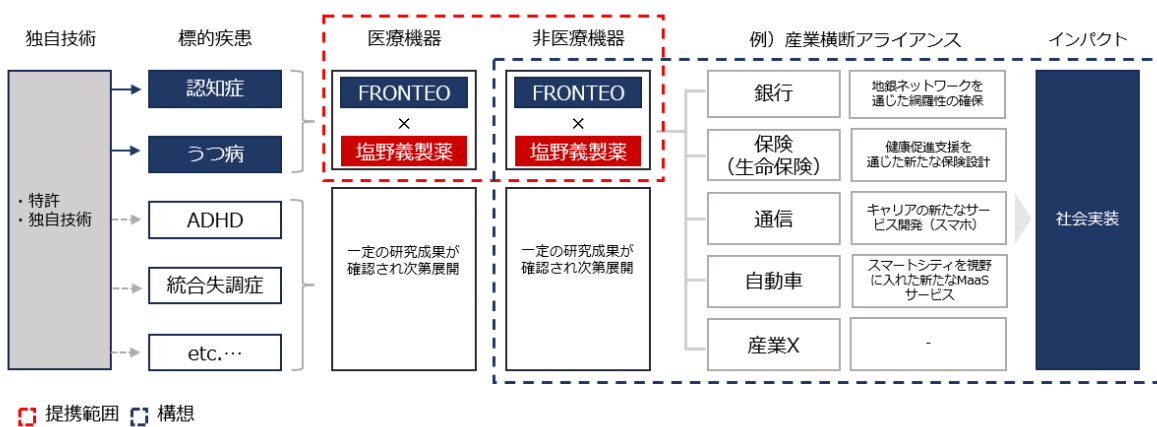 独自技術
標的疾患
医療機器
非医療機器
例）産業横断アライアンス
インパクト
・特許
・独自技術
認知症
うつ病
ADHD
統合失調症
etc.…
FRONTEO
×
塩野義製薬
一定の研究成果が
確認され次第展開
FRONTEO
×
塩野義製薬
一定の研究成果が
確認され次第展開
銀行
地銀ネットワークを
通じた網羅性の確保
保険
（生命保険）
健康促進支援を
通じた新たな保険設計
通信
キャリアの新たなサー
ビス開発（スマホ）
自動車
スマートシティを視野
に入れた新たなMaaS
サービス
産業X
-
社会実装
提携範囲
構想